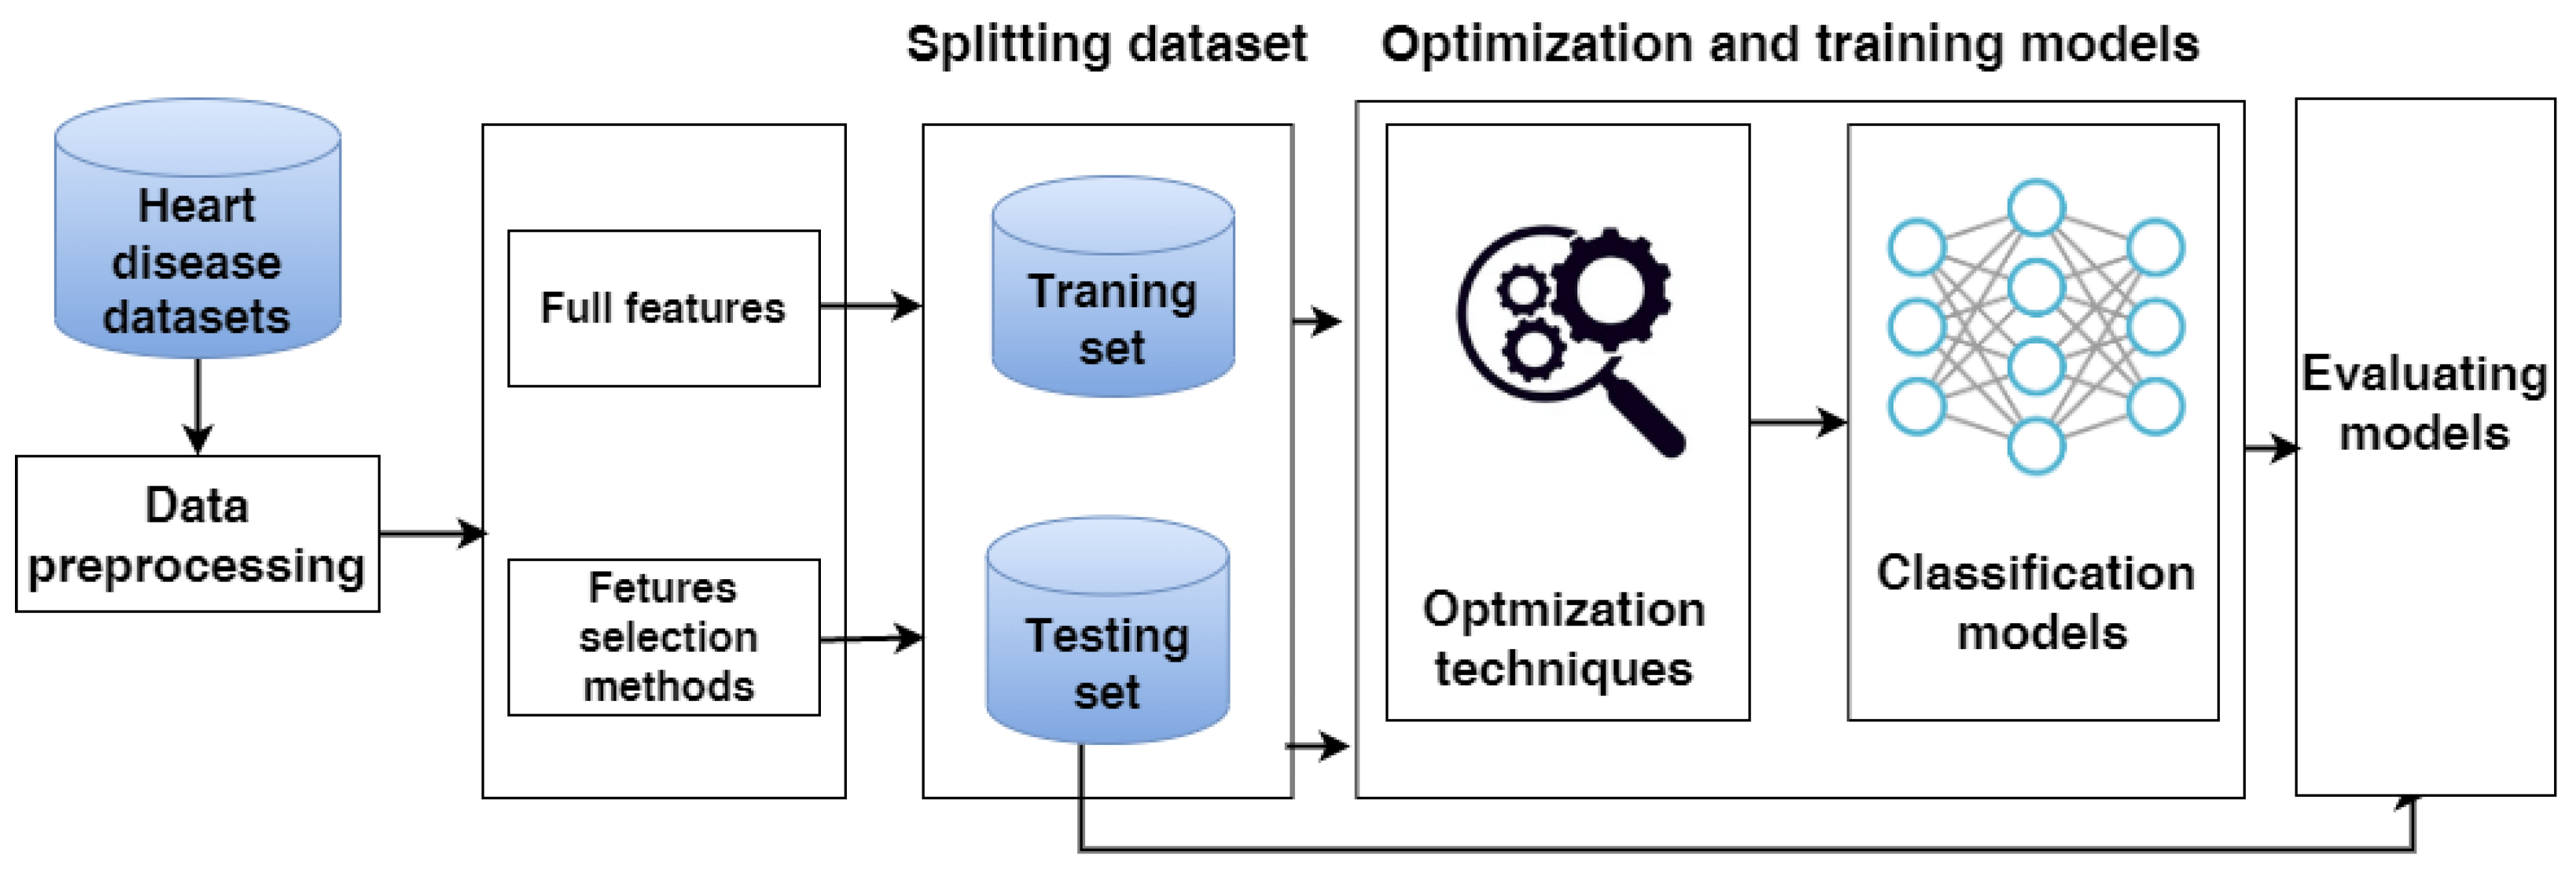 Splitting dataset
Optimization and training models
Heart
disease
datasets
Data
preprocessing
Full features
Fetures
selection
methods
Traning
set
Testing
set
Optmization
techniques
Classification
models
Evaluating
models